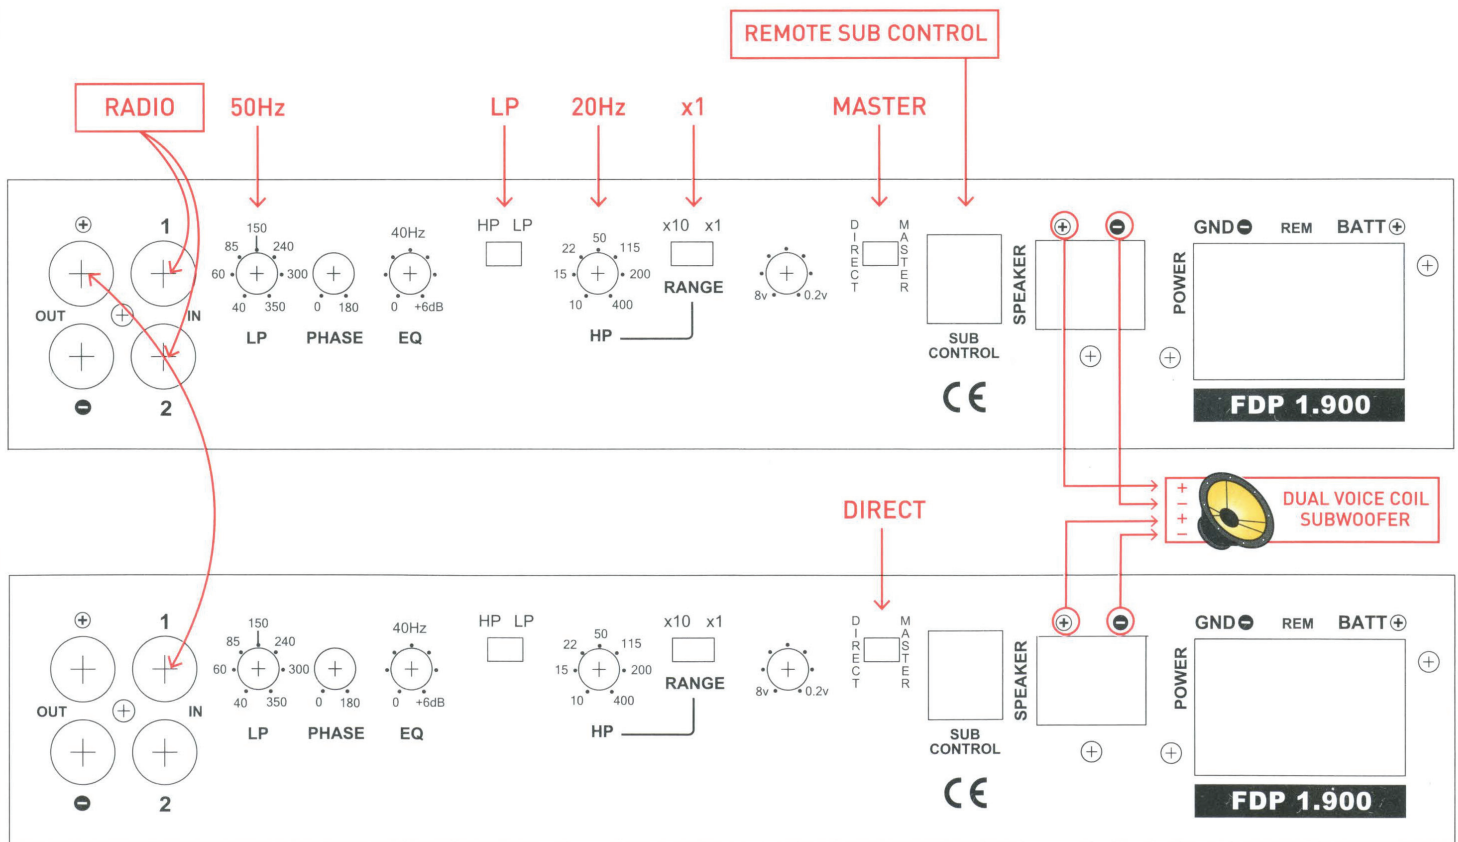 REMOTE SUB CONTROL
RADIO 50Hz LP 20Hz x1 MASTER
1
OUT IN
2
85 150 240
60 300
40 350
LP
0 180
PHASE
40Hz
0 +6dB
EQ
HP LP
22 50 115
15 200
10 400
HP
x10 x1
RANGE
8v 0.2v
DIRECT
MASTER
SUB
CONTROL
CE
SPEAKER
POWER
GND REM BATT
FDP 1.900
+
−
+
−
DUAL VOICE COIL
SUBWOOFER
DIRECT
1
OUT IN
2
85 150 240
60 300
40 350
LP
0 180
PHASE
40Hz
0 +6dB
EQ
HP LP
22 50 115
15 200
10 400
HP
x10 x1
RANGE
8v 0.2v
DIRECT
MASTER
SUB
CONTROL
CE
SPEAKER
POWER
GND REM BATT
FDP 1.900